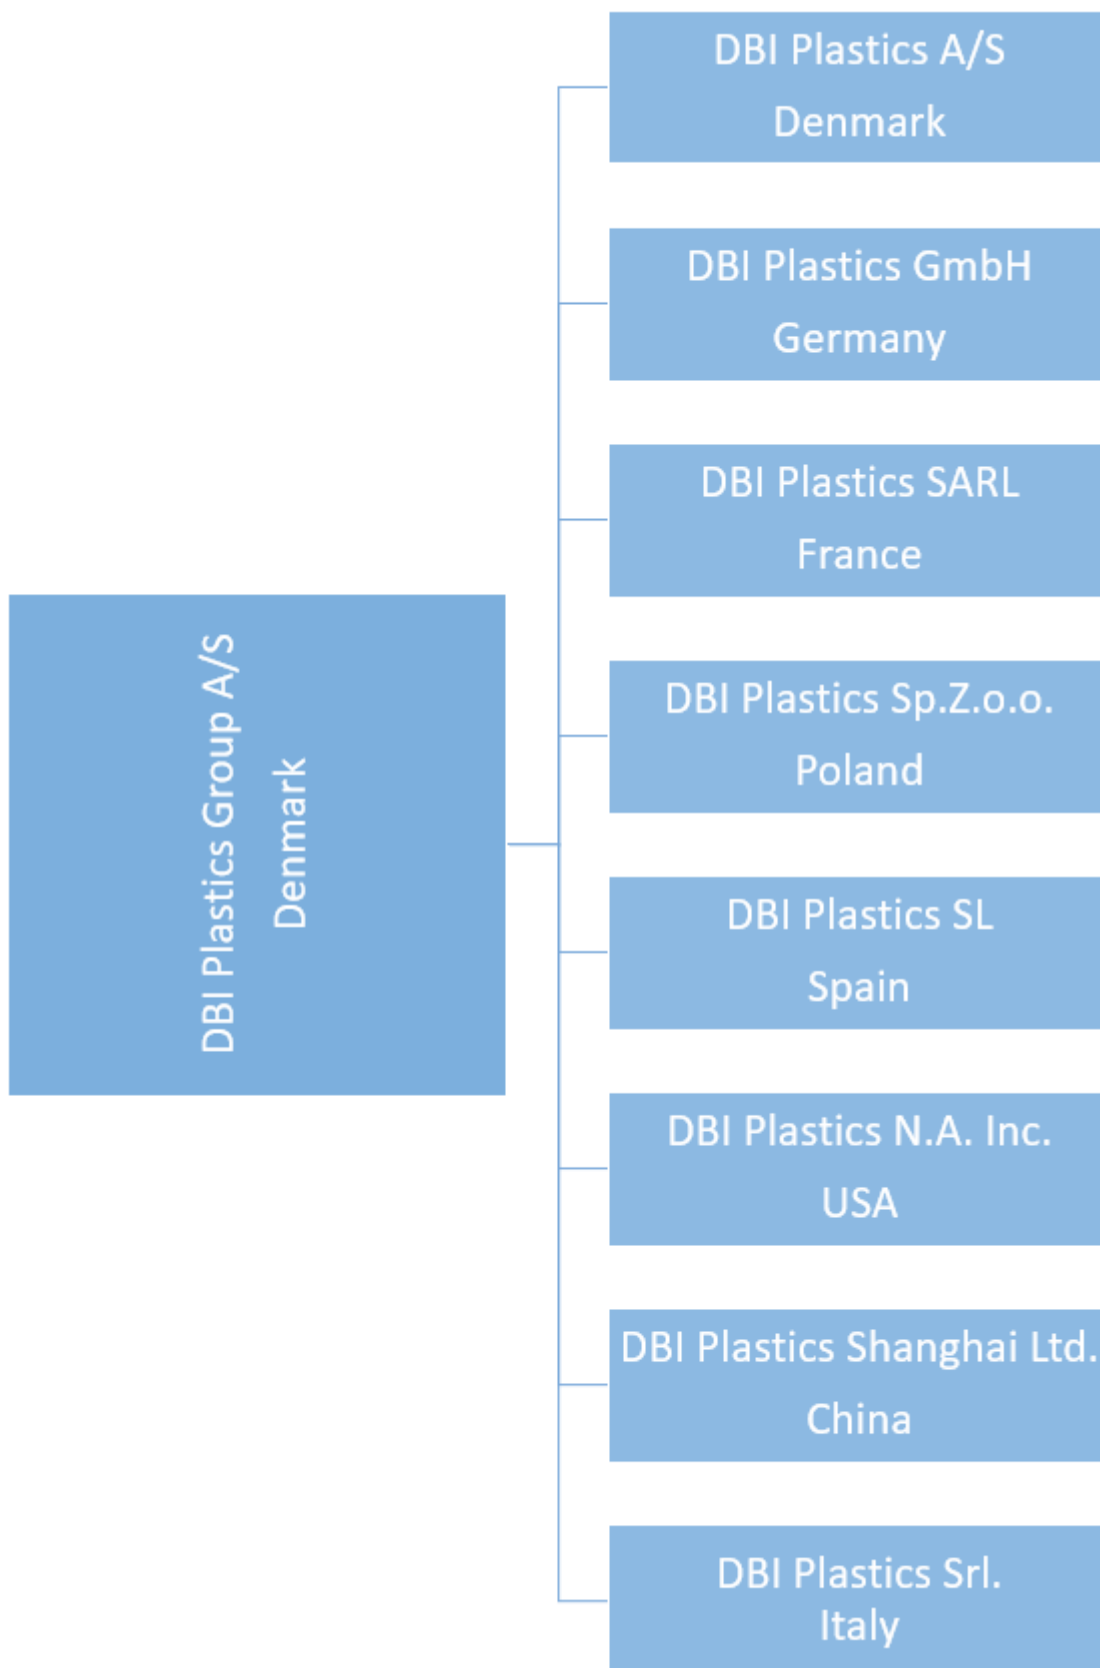 DBI Plastics Group A/S
Denmark
DBI Plastics A/S
Denmark
DBI Plastics GmbH
Germany
DBI Plastics SARL
France
DBI Plastics Sp.Z.o.o.
Poland
DBI Plastics SL
Spain
DBI Plastics N.A. Inc.
USA
DBI Plastics Shanghai Ltd.
China
DBI Plastics Srl.
Italy